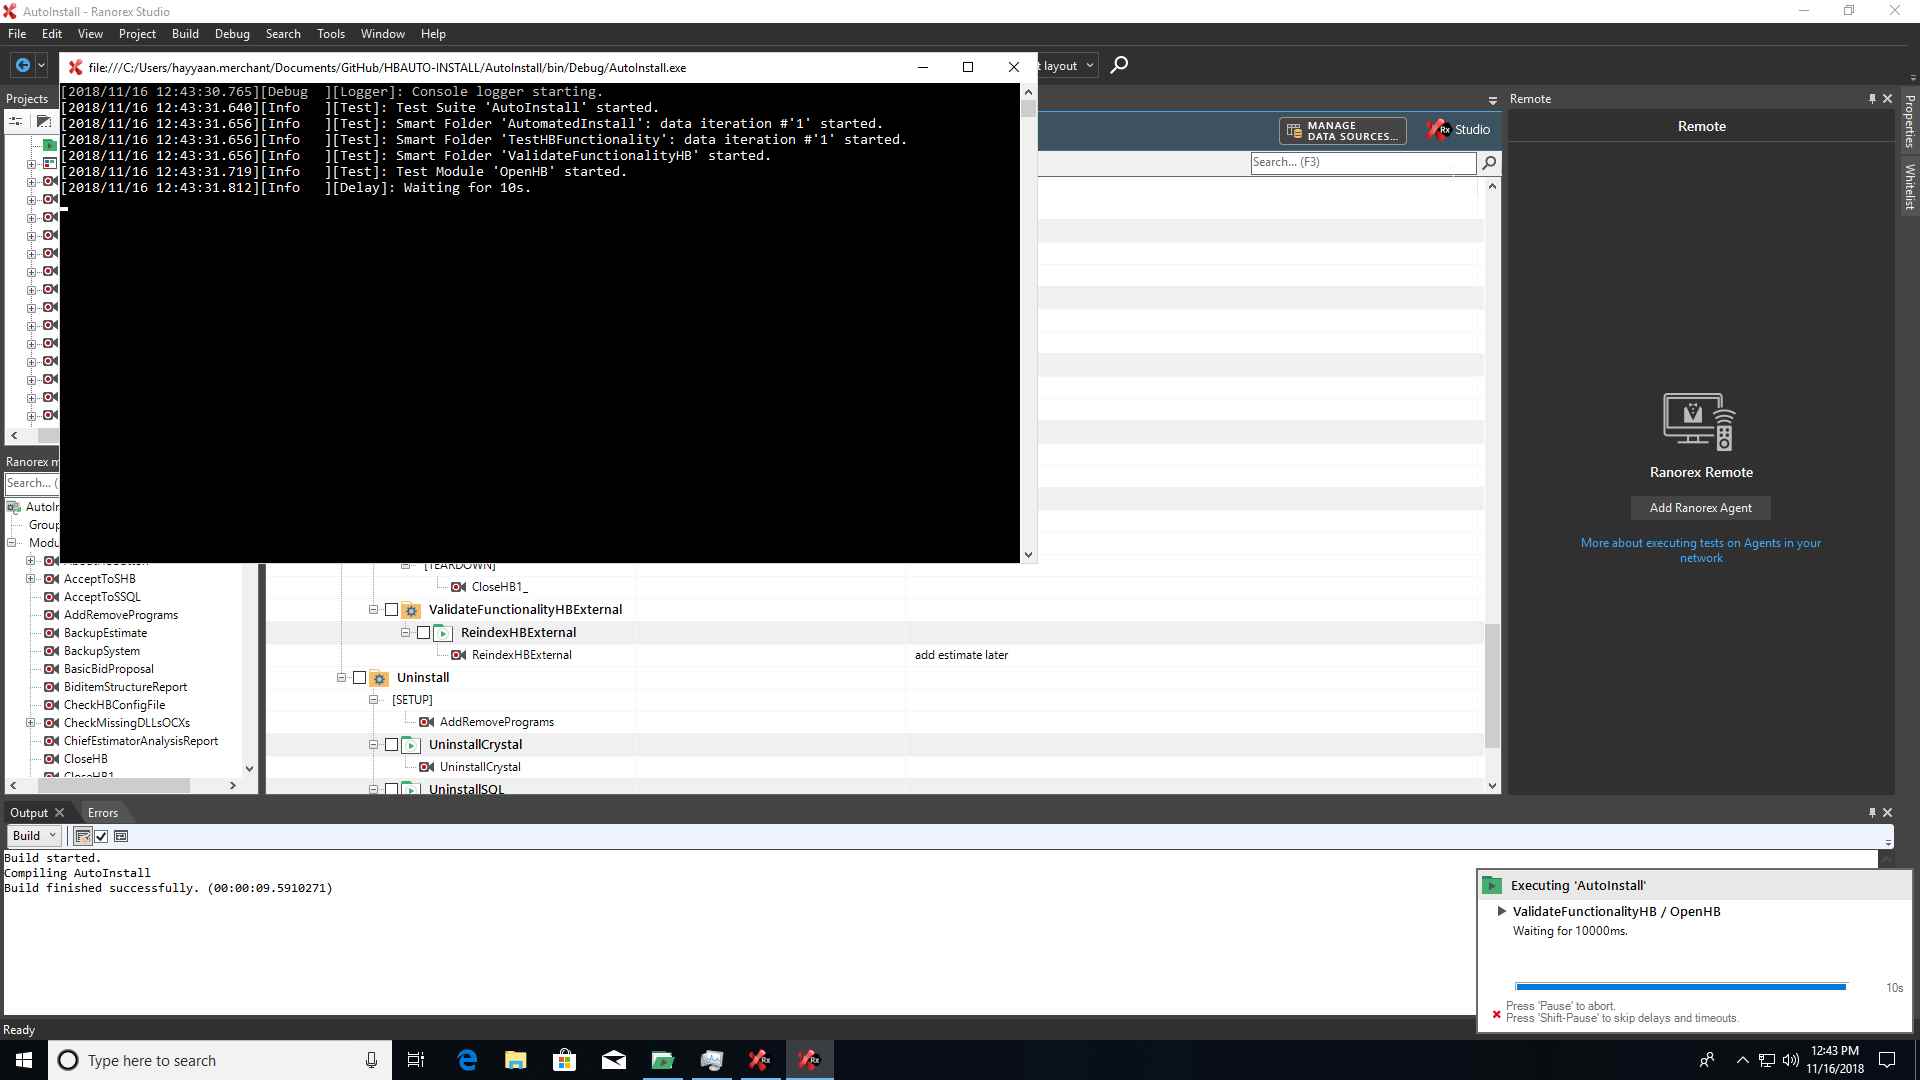 AutoInstall - Ranorex Studio
File Edit View Project Build Debug Search Tools Window Help
t layout
file:///C:/Users/hayyaan.merchant/Documents/GitHub/HBAUTO-INSTALL/AutoInstall/bin/Debug/AutoInstall.exe
[2018/11/16 12:43:30.765][Debug  ][Logger]: Console logger starting.
[2018/11/16 12:43:31.640][Info   ][Test]: Test Suite 'AutoInstall' started.
[2018/11/16 12:43:31.656][Info   ][Test]: Smart Folder 'AutomatedInstall': data iteration #'1' started.
[2018/11/16 12:43:31.656][Info   ][Test]: Smart Folder 'TestHBFunctionality': data iteration #'1' started.
[2018/11/16 12:43:31.656][Info   ][Test]: Smart Folder 'ValidateFunctionalityHB' started.
[2018/11/16 12:43:31.719][Info   ][Test]: Test Module 'OpenHB' started.
[2018/11/16 12:43:31.812][Info   ][Delay]: Waiting for 10s.
Projects
MANAGE
DATA SOURCES...
Rx Studio
Search... (F3)
Remote
Remote
Ranorex Remote
Add Ranorex Agent
More about executing tests on Agents in your
network
Properties
Whitelist
Ranorex m
Search... (
AutoIn
Group
Modu
AcceptToSHB
AcceptToSSQL
AddRemovePrograms
BackupEstimate
BackupSystem
BasicBidProposal
BiditemStructureReport
CheckHBConfigFile
CheckMissingDLLsOCXs
ChiefEstimatorAnalysisReport
CloseHB
CloseHB1
[TEARDOWN]
CloseHB1_
ValidateFunctionalityHBExternal
ReindexHBExternal
ReindexHBExternal add estimate later
Uninstall
[SETUP]
AddRemovePrograms
UninstallCrystal
UninstallCrystal
UninstallSQL
Output Errors
Build
Build started.
Compiling AutoInstall
Build finished successfully. (00:00:09.5910271)
Executing 'AutoInstall'
ValidateFunctionalityHB / OpenHB
Waiting for 10000ms.
10s
Press 'Pause' to abort.
Press 'Shift-Pause' to skip delays and timeouts.
Ready
Type here to search
12:43 PM
11/16/2018